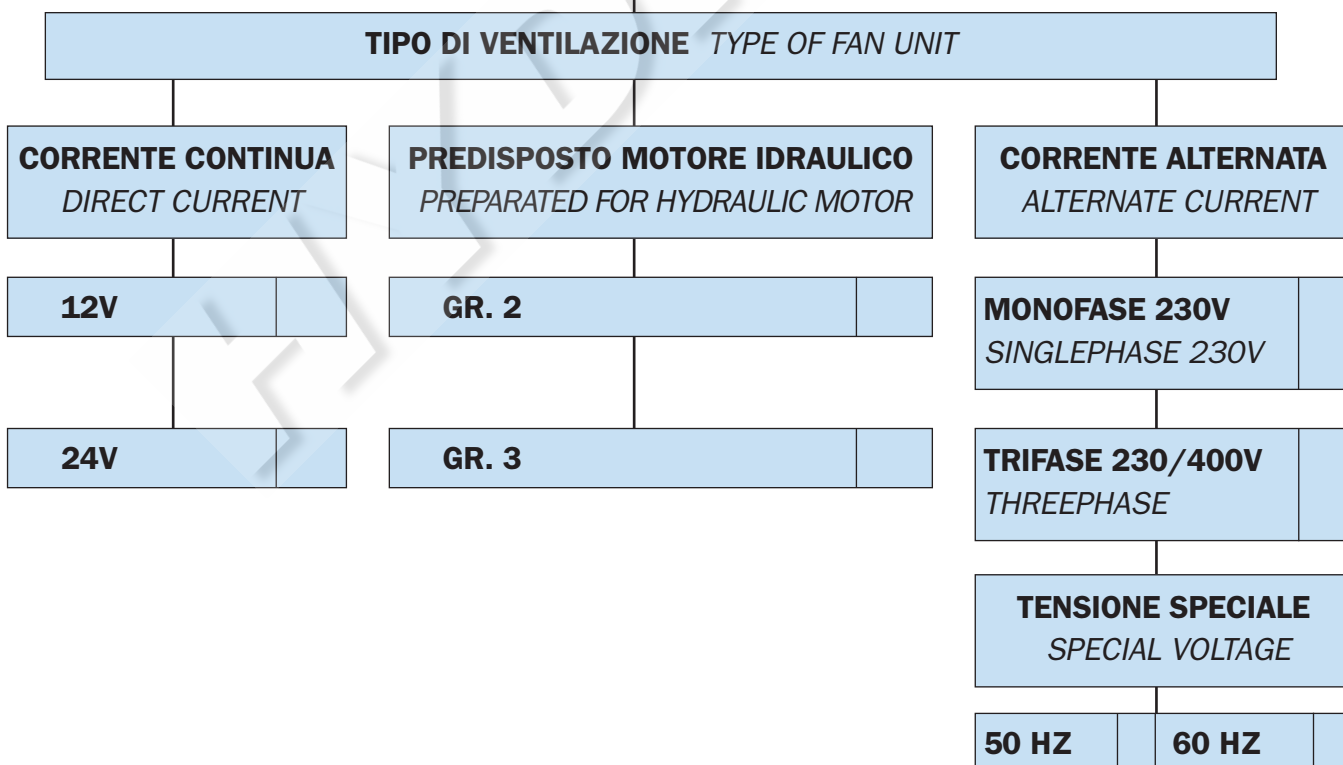 TIPO DI VENTILAZIONE TYPE OF FAN UNIT
CORRENTE CONTINUA
DIRECT CURRENT
PREDISPOSTO MOTORE IDRAULICO
PREPARATED FOR HYDRAULIC MOTOR
CORRENTE ALTERNATA
ALTERNATE CURRENT
12V
GR. 2
MONOFASE 230V
SINGLEPHASE 230V
24V
GR. 3
TRIFASE 230/400V
THREEPHASE
TENSIONE SPECIALE
SPECIAL VOLTAGE
50 HZ
60 HZ